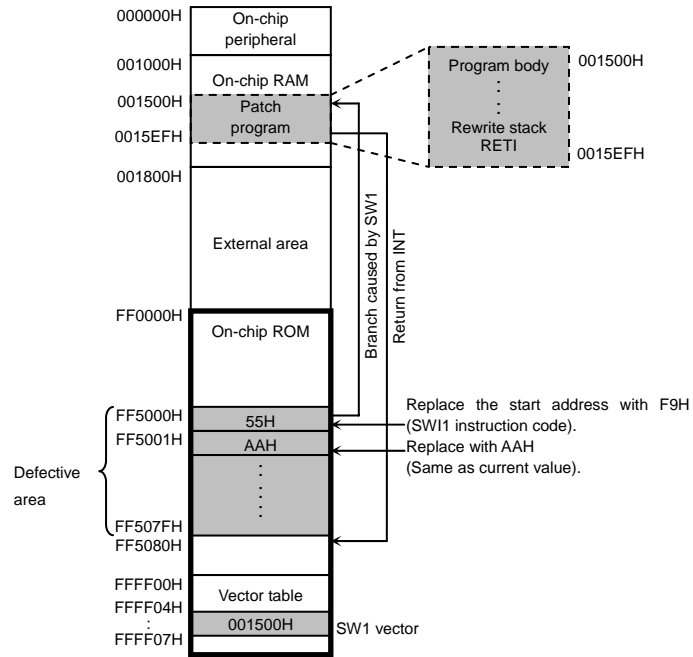 000000H
On-chip
peripheral
001000H
On-chip RAM
001500H
Patch
program
0015EFH
001800H
Program body
001500H
Rewrite stack
RETI
0015EFH
External area
Branch caused by SW1
Return from INT
FF0000H
On-chip ROM
FF5000H
55H
FF5001H
AAH
Replace the start address with F9H
(SWI1 instruction code).
Replace with AAH
(Same as current value).
Defective
area
FF507FH
FF5080H
FFFF00H
Vector table
FFFF04H
:
001500H
SW1 vector
FFFF07H